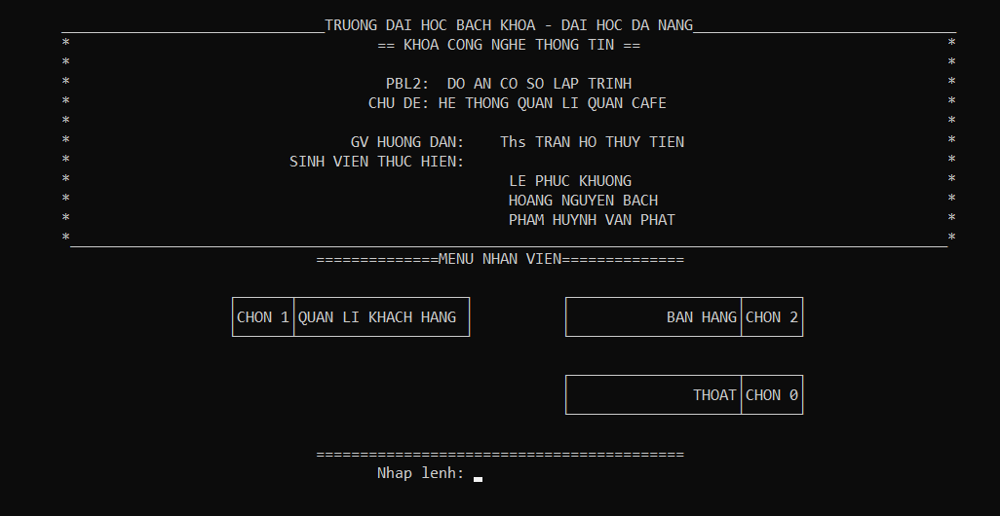 TRUONG DAI HOC BACH KHOA - DAI HOC DA NANG
* == KHOA CONG NGHE THONG TIN == *
* *
* PBL2: DO AN CO SO LAP TRINH *
* CHU DE: HE THONG QUAN LI QUAN CAFE *
* *
* GV HUONG DAN: Ths TRAN HO THUY TIEN *
* SINH VIEN THUC HIEN: *
* LE PHUC KHUONG *
* HOANG NGUYEN BACH *
* PHAM HUYNH VAN PHAT *
* *
==============MENU NHAN VIEN==============
CHON 1 QUAN LI KHACH HANG BAN HANG CHON 2
THOAT CHON 0
==========================================
Nhap lenh: